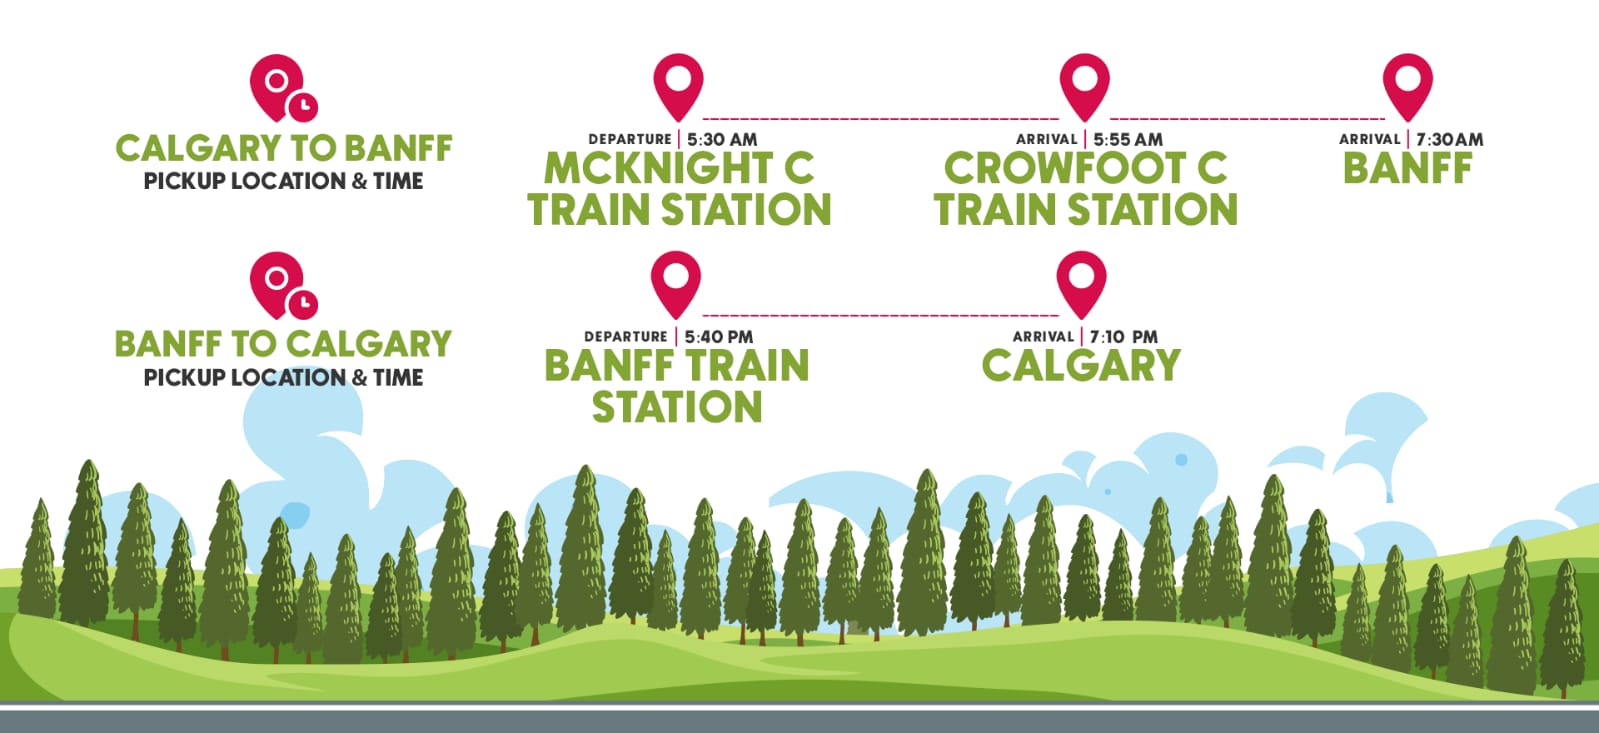 CALGARY TO BANFF
PICKUP LOCATION & TIME
DEPARTURE | 5:30 AM
MCKNIGHT C
TRAIN STATION
ARRIVAL | 5:55 AM
CROWFOOT C
TRAIN STATION
ARRIVAL | 7:30AM
BANFF
BANFF TO CALGARY
PICKUP LOCATION & TIME
DEPARTURE | 5:40 PM
BANFF TRAIN
STATION
ARRIVAL | 7:10 PM
CALGARY